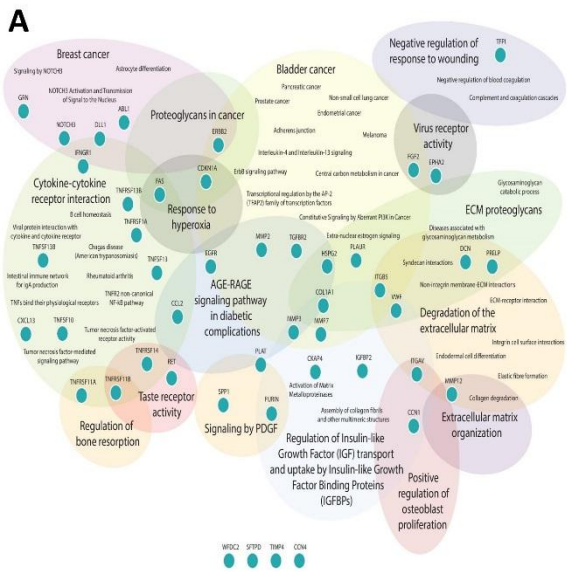 A
Breast cancer
Signaling by NOTCH3
Astrocyte differentiation
GRN
NOTCH3 Activation and Transmission
of Signal to the Nucleus
ABL1
NOTCH3
DLL1
IFNGR1
Proteoglycans in cancer
ERBB2
Bladder cancer
Pancreatic cancer
Prostate cancer
Non-small cell lung cancer
Endometrial cancer
Adherens junction
Melanoma
Interleukin-4 and Interleukin-13 signaling
ErbB signaling pathway
Central carbon metabolism in cancer
Transcriptional regulation by the AP-2
(TFAP2) family of transcription factors
Constitutive Signaling by Aberrant PI3K in Cancer
Extra-nuclear estrogen signaling
Negative regulation of
response to wounding
TFPI
Negative regulation of blood coagulation
Complement and coagulation cascades
Virus receptor
activity
FGF2
EPHA2
Cytokine-cytokine
receptor interaction
TNFRSF13B
FAS
CDKN1A
Response to
hyperoxia
B cell homeostasis
TNFRSF1A
Viral protein interaction with
cytokine and cytokine receptor
TNFSF13B
Chagas disease
(American trypanosomiasis)
TNFSF13
Intestinal immune network
for IgA production
Rheumatoid arthritis
TNFR2 non-canonical
NF-kB pathway
TNFs bind their physiological receptors
CXCL13
TNFSF10
Tumor necrosis factor-activated
receptor activity
CCL2
Tumor necrosis factor-mediated
signaling pathway
EGFR
MMP2
TGFBR2
AGE-RAGE
signaling pathway
in diabetic
complications
HSPG2
PLAUR
COL1A1
MMP3
MMP7
Glycosaminoglycan
catabolic process
ECM proteoglycans
Diseases associated with
glycosaminoglycan metabolism
Syndecan interactions
DCN
PRELP
ITGB5
Non-integrin membrane-ECM interactions
VWF
ECM-receptor interaction
Degradation of the
extracellular matrix
Integrin cell surface interactions
Endodermal cell differentiation
Elastic fibre formation
ITGAV
MMP12
Collagen degradation
Extracellular matrix
organization
CCN1
Positive
regulation of
osteoblast
proliferation
TNFRSF14
RET
TNFRSF11A
TNFRSF11B
Taste receptor
activity
Regulation of
bone resorption
PLAT
SPP1
FURIN
Signaling by PDGF
CKAP4
IGFBP2
Activation of Matrix
Metalloproteinases
Assembly of collagen fibrils
and other multimeric structures
Regulation of Insulin-like
Growth Factor (IGF) transport
and uptake by Insulin-like Growth
Factor Binding Proteins
(IGFBPs)
WFDC2
SFTPD
TIMP4
CCN4